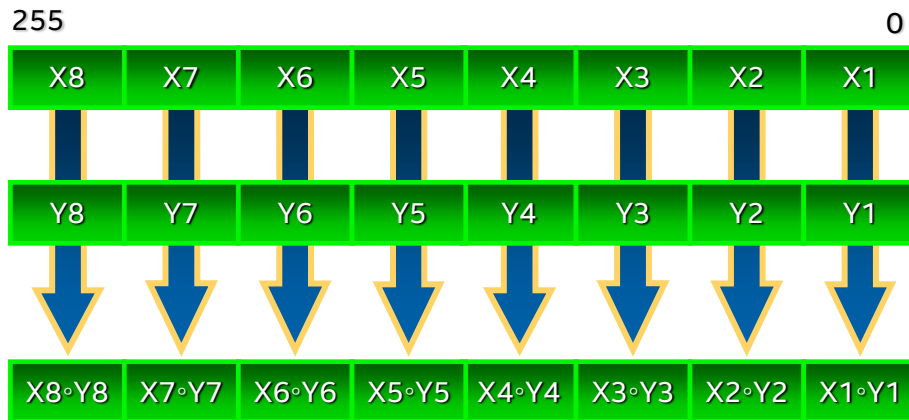 255 0
X8 X7 X6 X5 X4 X3 X2 X1
Y8 Y7 Y6 Y5 Y4 Y3 Y2 Y1
X8◦Y8 X7◦Y7 X6◦Y6 X5◦Y5 X4◦Y4 X3◦Y3 X2◦Y2 X1◦Y1